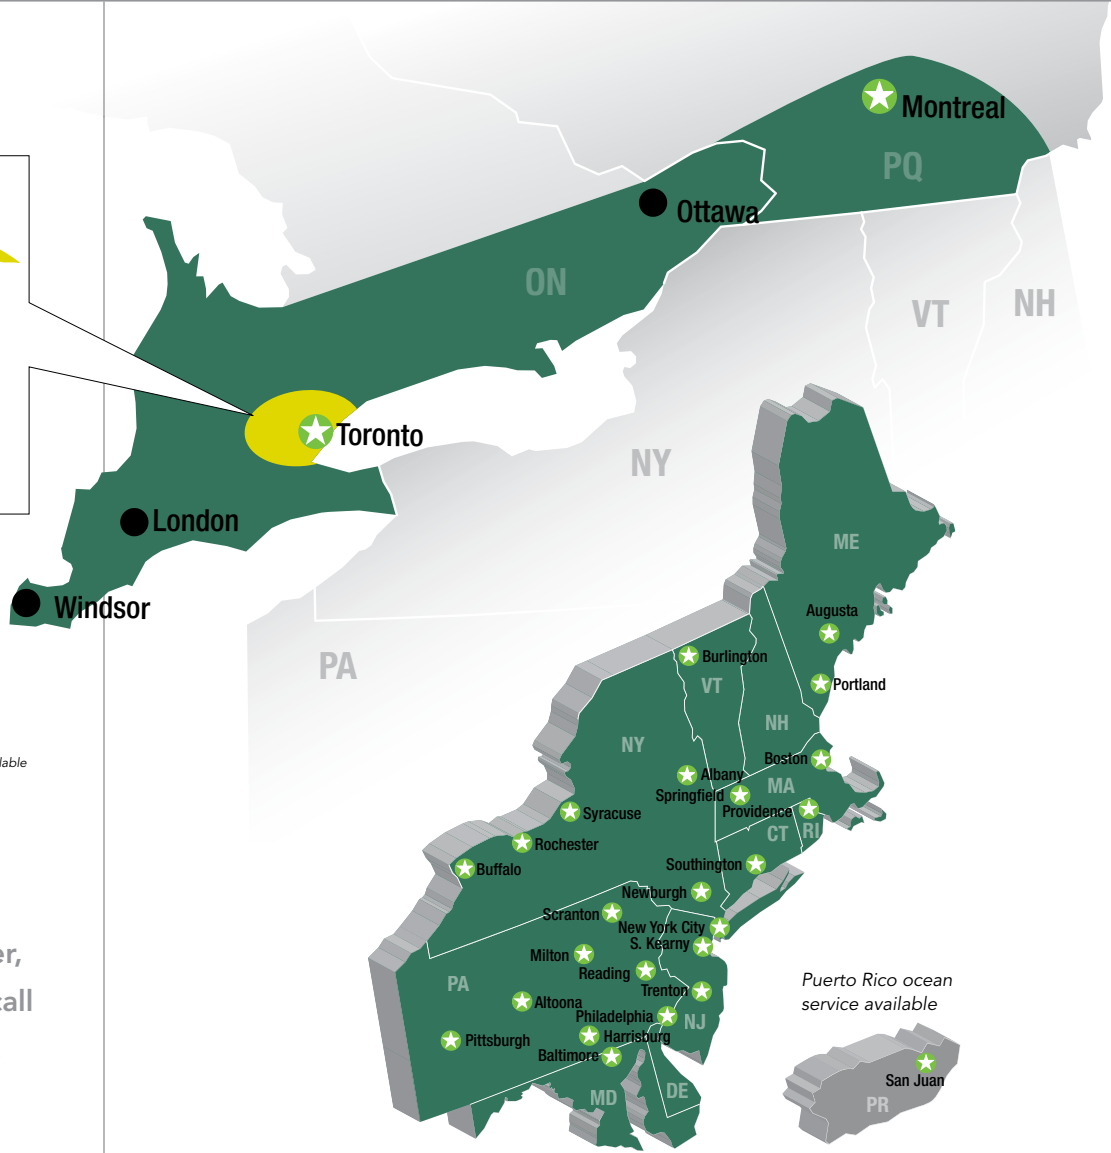 Montreal
PQ
Ottawa
ON
VT
NH
Toronto
NY
London
Windsor
PA
ME
Augusta
Burlington
VT
Portland
NH
NY
Boston
Albany
MA
Springfield
Providence
Syracuse
CT
RI
Rochester
Southington
Buffalo
Newburgh
Scranton
New York City
S. Kearny
Milton
Reading
PA
Trenton
Altoona
Philadelphia
NJ
Harrisburg
Pittsburgh
Baltimore
MD
DE
Puerto Rico ocean
service available
San Juan
PR
lable
er,
call